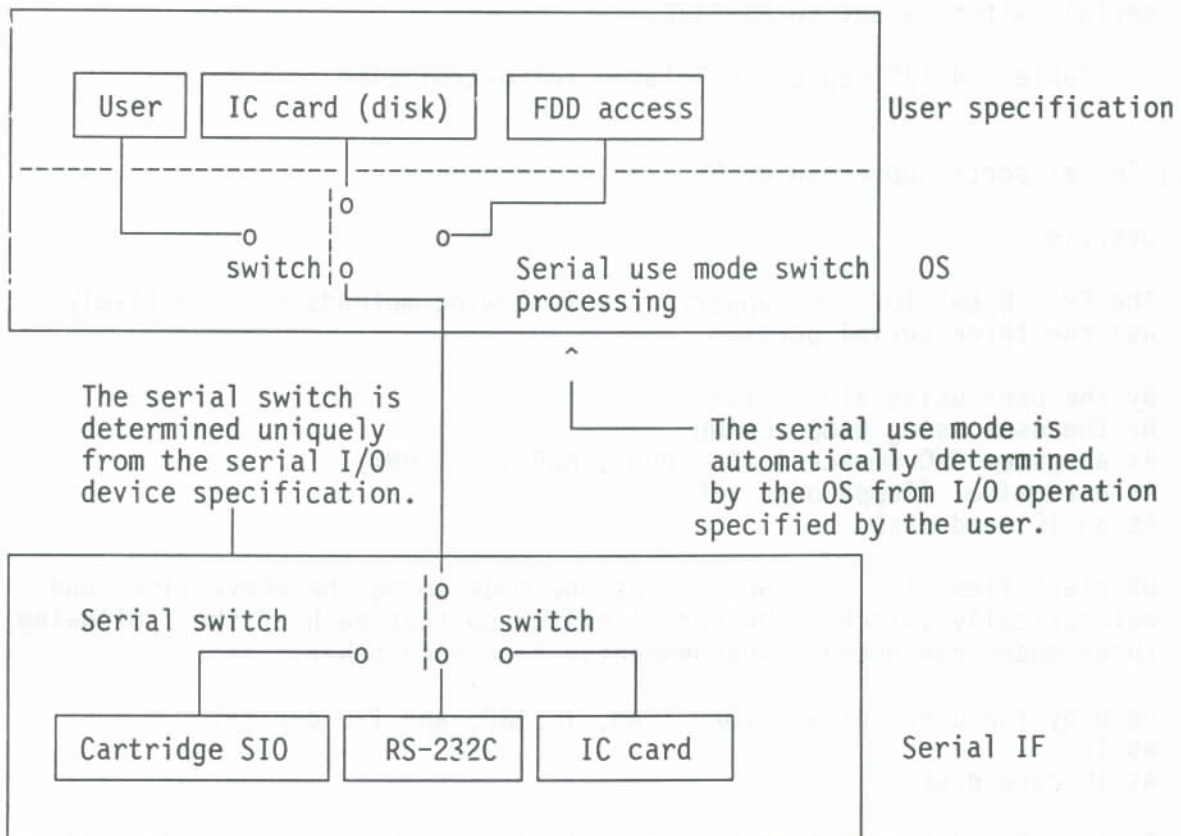 User IC card (disk) FDD access User specification
switch Serial use mode switch OS
processing
The serial switch is
determined uniquely
from the serial I/O
device specification.
The serial use mode is
automatically determined
by the OS from I/O operation
specified by the user.
Serial switch switch
Cartridge SIO RS-232C IC card Serial IF